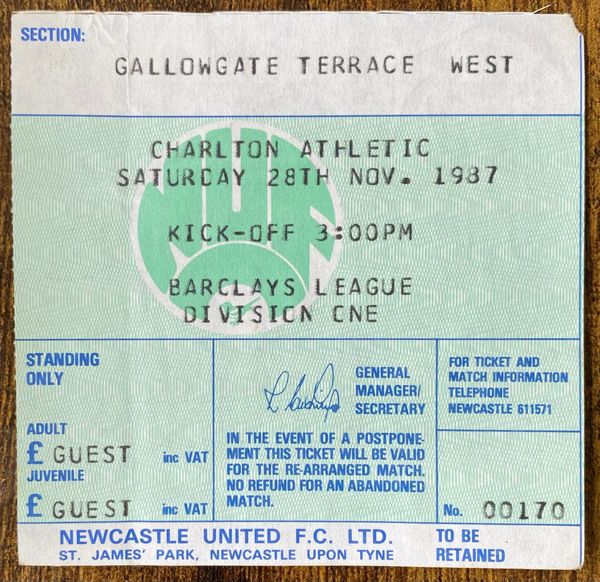 SECTION:
GALLOWGATE TERRACE WEST
CHARLTON ATHLETIC
SATURDAY 28TH NOV. 1987
KICK-OFF 3:00PM
BARCLAYS LEAGUE
DIVISION ONE
STANDING
ONLY
ADULT
£ GUEST inc VAT
JUVENILE
£ GUEST inc VAT
GENERAL
MANAGER/
SECRETARY
IN THE EVENT OF A POSTPONE-
MENT THIS TICKET WILL BE VALID
FOR THE RE-ARRANGED MATCH.
NO REFUND FOR AN ABANDONED
MATCH.
FOR TICKET AND
MATCH INFORMATION
TELEPHONE
NEWCASTLE 611571
No. 00170
NEWCASTLE UNITED F.C. LTD.
ST. JAMES' PARK, NEWCASTLE UPON TYNE
TO BE
RETAINED